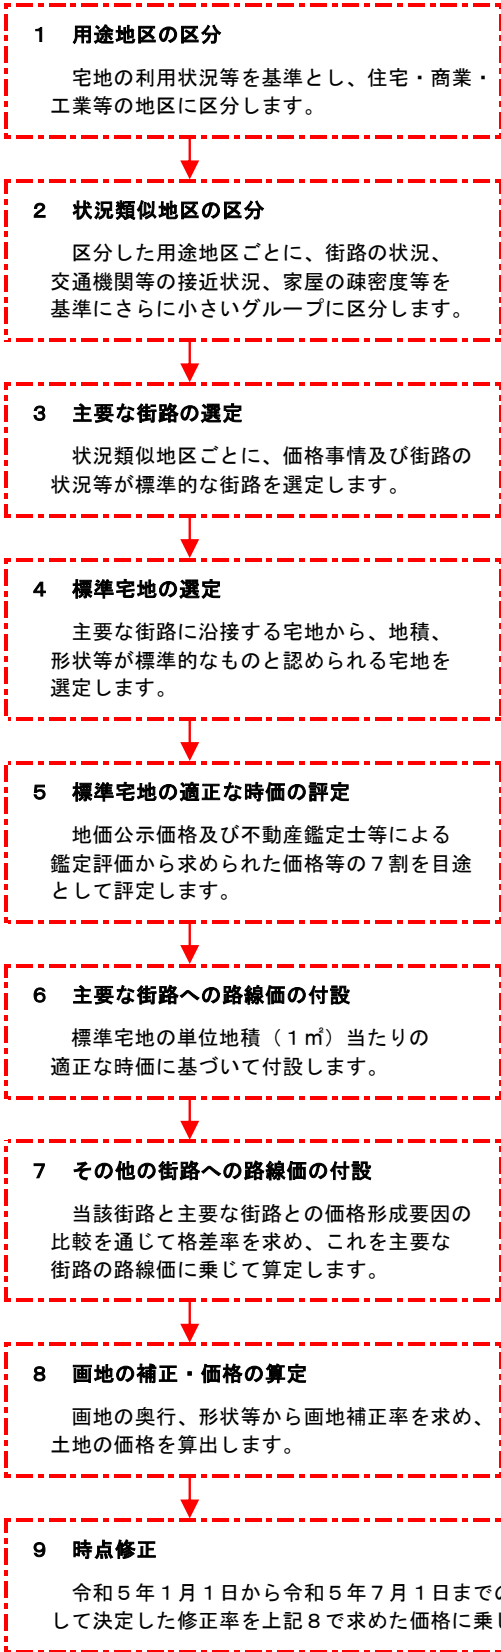 １　用途地区の区分
宅地の利用状況等を基準とし、住宅・商業・
工業等の地区に区分します。
２　状況類似地区の区分
区分した用途地区ごとに、街路の状況、
交通機関等の接近状況、家屋の疎密度等を
基準にさらに小さいグループに区分します。
３　主要な街路の選定
状況類似地区ごとに、価格事情及び街路の
状況等が標準的な街路を選定します。
４　標準宅地の選定
主要な街路に沿接する宅地から、地積、
形状等が標準的なものと認められる宅地を
選定します。
５　標準宅地の適正な時価の評定
地価公示価格及び不動産鑑定士等による
鑑定評価から求められた価格等の７割を目途
として評定します。
６　主要な街路への路線価の付設
標準宅地の単位地積（１㎡）当たりの
適正な時価に基づいて付設します。
７　その他の街路への路線価の付設
当該街路と主要な街路との価格形成要因の
比較を通じて格差率を求め、これを主要な
街路の路線価に乗じて算定します。
８　画地の補正・価格の算定
画地の奥行、形状等から画地補正率を求め、
土地の価格を算出します。
９　時点修正
令和５年１月１日から令和５年７月１日までの
して決定した修正率を上記８で求めた価格に乗じ